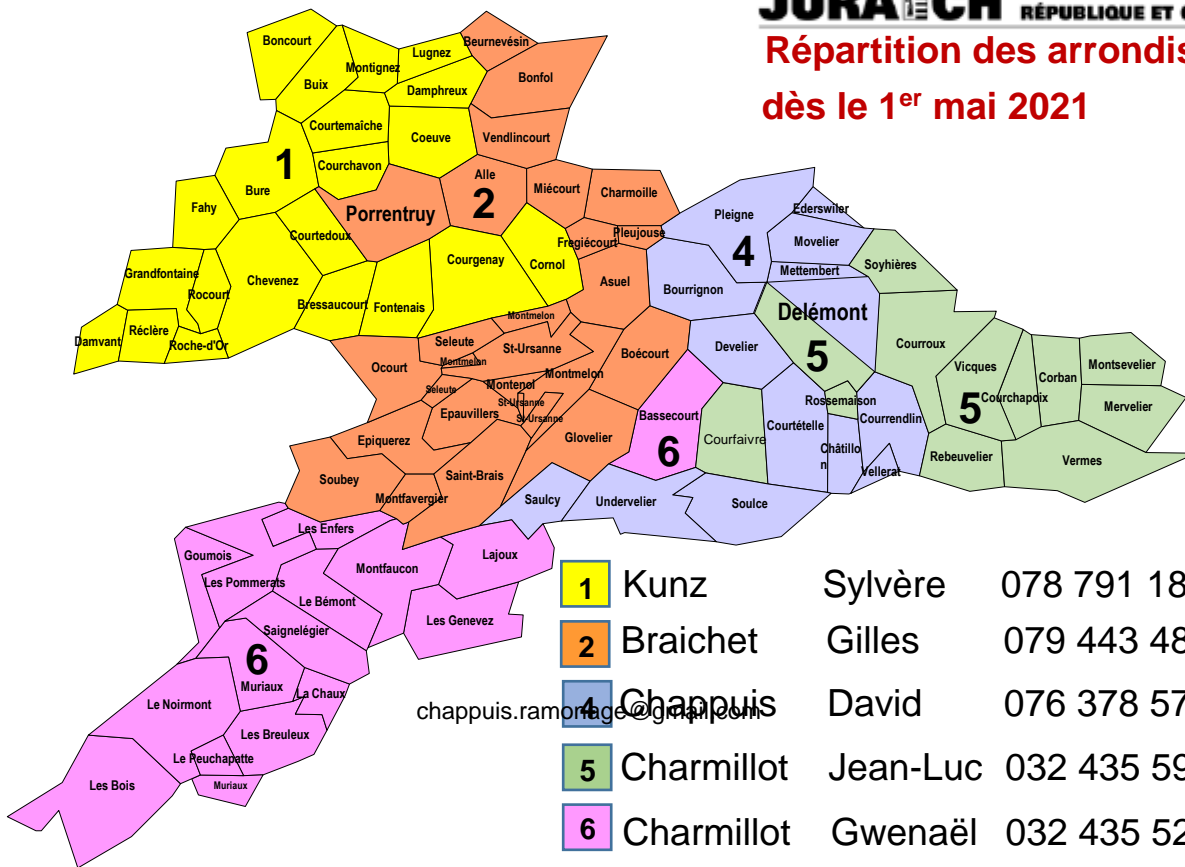 JURA CH RÉPUBLIQUE ET
Répartition des
dès le 1er mai 2021
Boncourt
Buix
Montignez
Lugnez
Beurnevésin
Bonfol
Damphreux
Courtemaîche
Coeuve
Vendlincourt
Courchavon
1
Bure
Alle
2
Miécourt
Charmoille
Fahy
Porrentruy
Courtedoux
Fregiécourt
Pleujouse
Pleigne
4
Ederswiler
Movelier
Mettembert
Soyhières
Grandfontaine
Rocourt
Chevenez
Courgenay
Cornol
Asuel
Bourrignon
Bressaucourt
Fontenais
Delémont
5
Damvant
Réclère
Roche-d'Or
Montmelon
Seleute
Montmelon
St-Ursanne
Boécourt
Develier
Courroux
Ocourt
Vicques
5
Corban
Montsevelier
Seleute
Montenol
Montmelon
St-Ursanne
St-Ursanne
Epauvillers
Bassecourt
6
Rossemaison
Courrendlin
Courchapoix
Mervelier
Epiquerez
Glovelier
Courfaivre
Courtételle
Châtillo
n
Vellerat
Rebeuvelier
Vermes
Soubey
Montfavergier
Saint-Brais
Saulcy
Undervelier
Soulce
Les Enfers
Goumois
Les Pommerats
Montfaucon
Lajoux
Le Bémont
Les Genevez
Saignelégier
6
Muriaux
La Chaux
Le Noirmont
Les Breuleux
Le Peuchapatte
Muriaux
Les Bois
1 Kunz Sylvère 078 791 18
2 Braichet Gilles 079 443 48
4 Chappuis David 076 378 57
chappuis.ramonage@gmail.com
5 Charmillot Jean-Luc 032 435 59
6 Charmillot Gwenaël 032 435 52